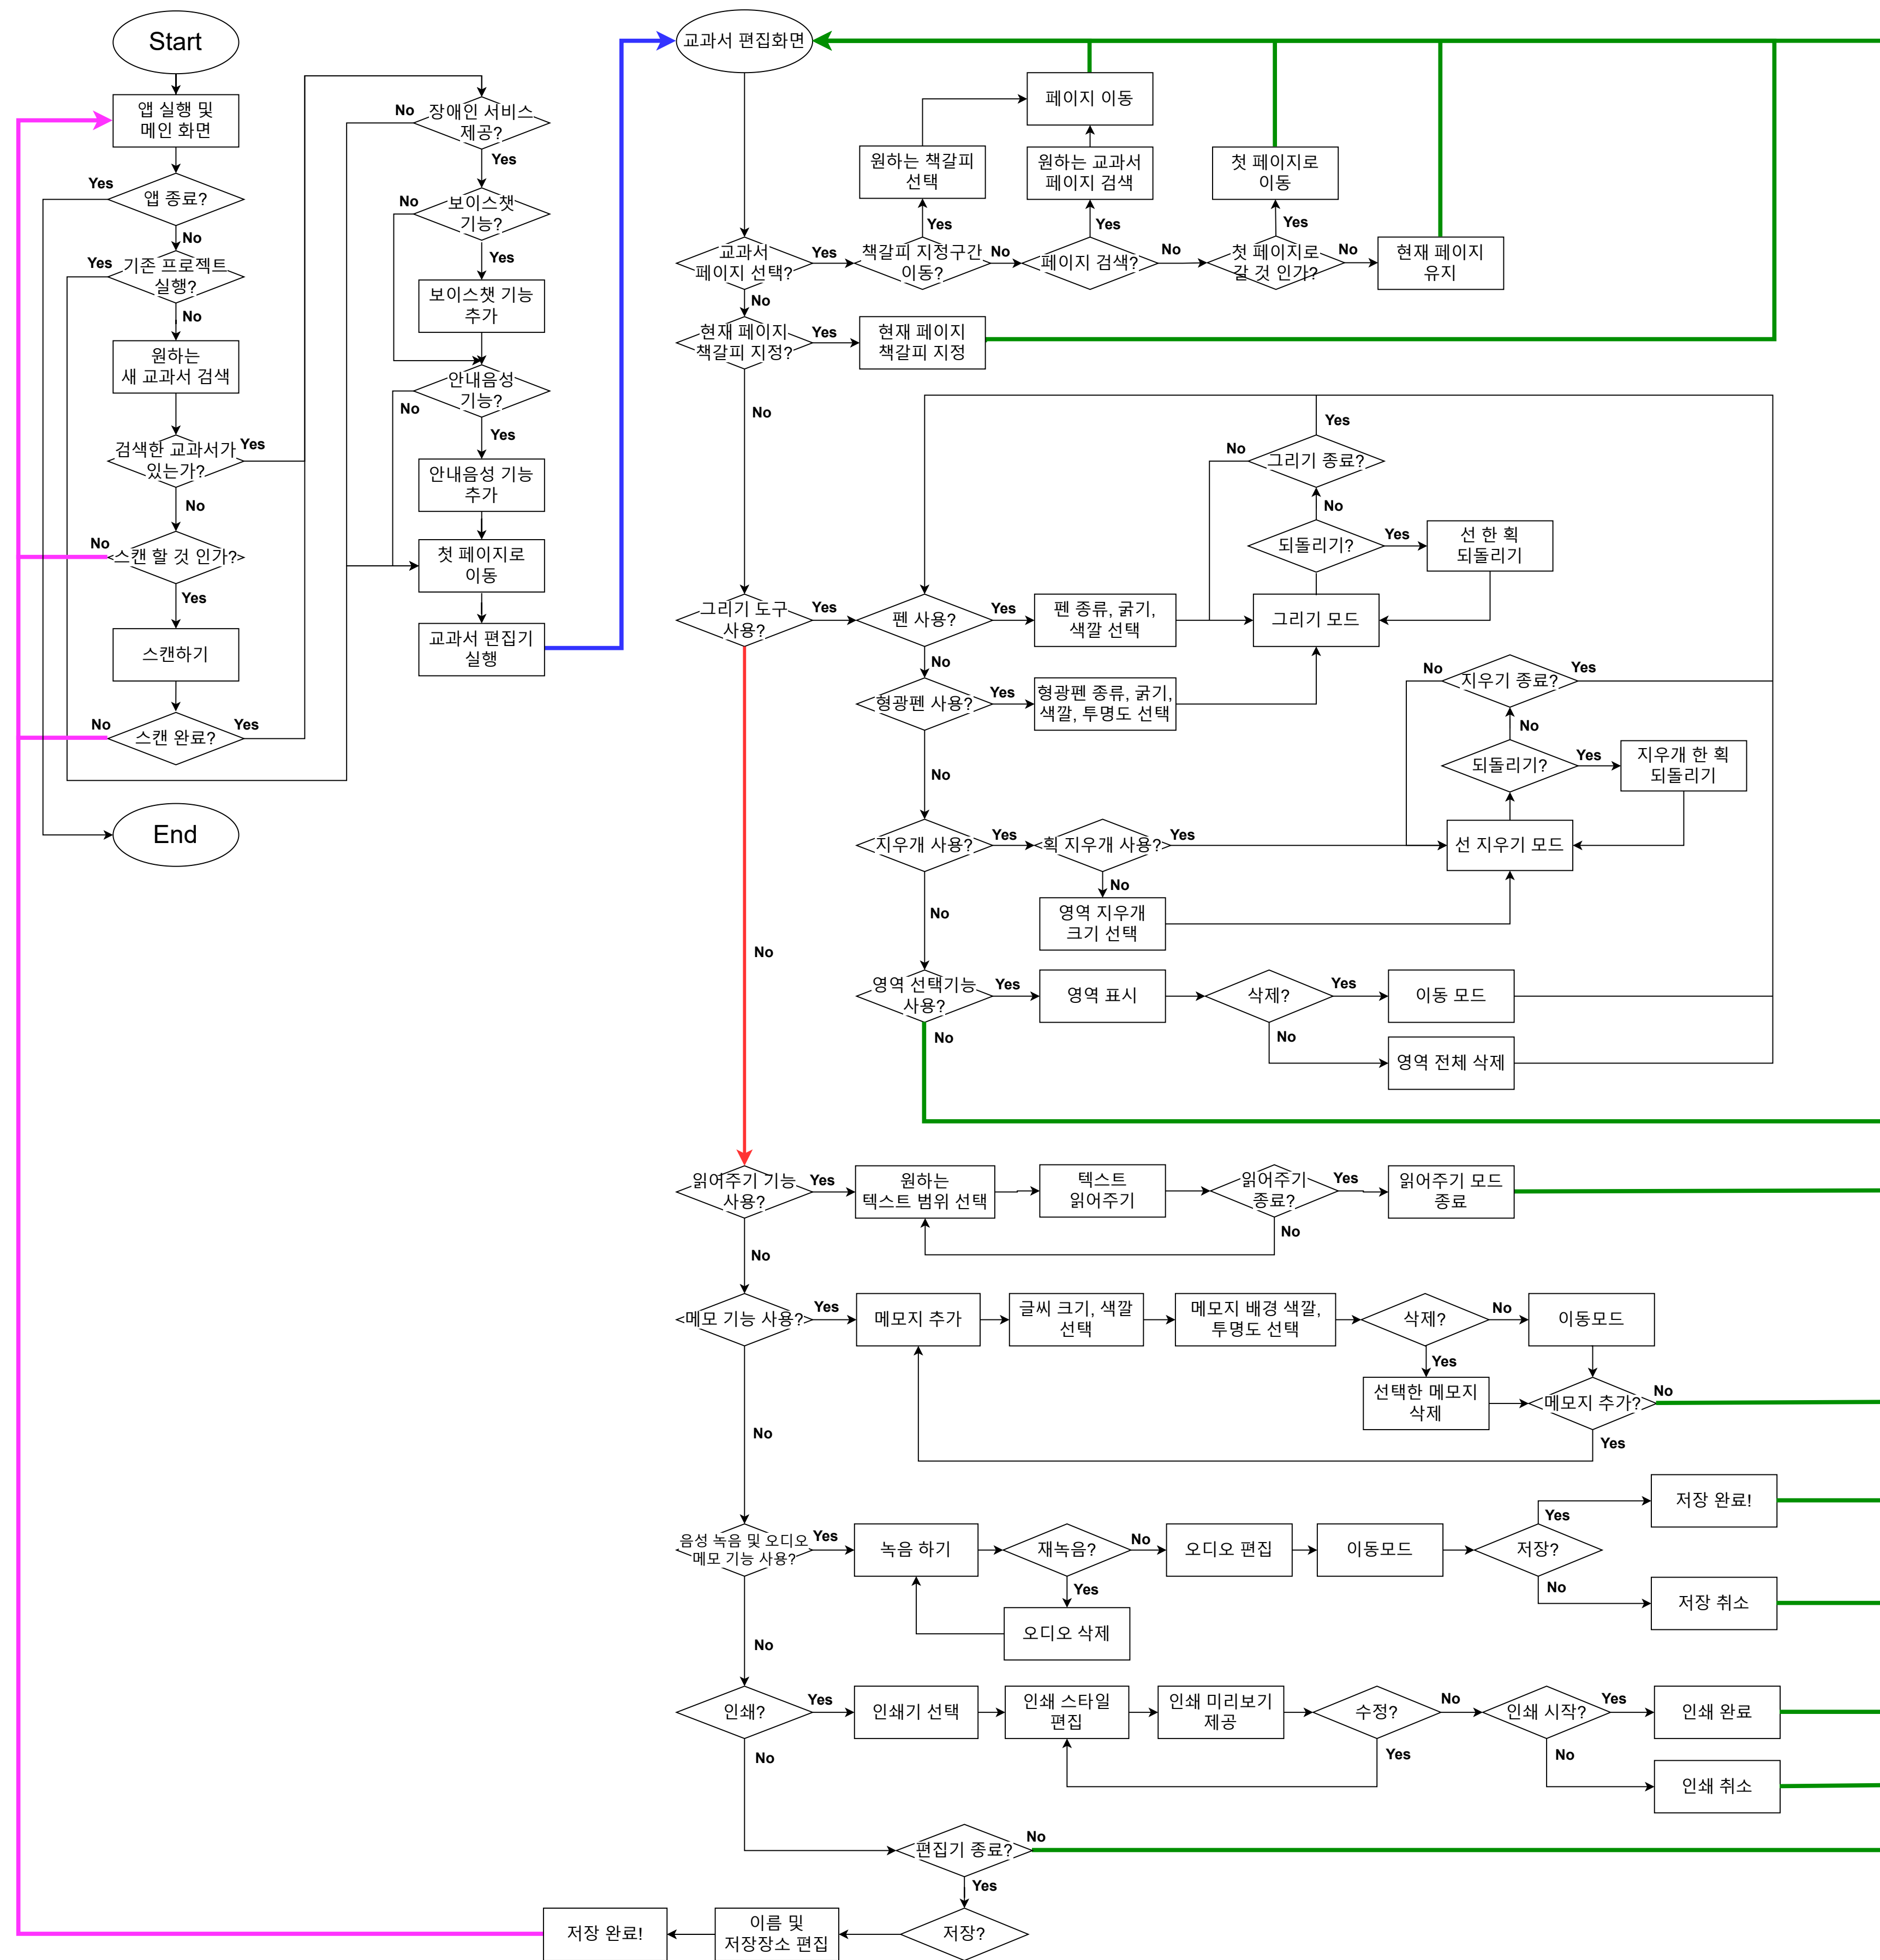 Start
앱 실행 및
메인 화면
앱 종료?
Yes
No
기존 프로젝트
실행?
Yes
No
원하는
새 교과서 검색
검색한 교과서가
있는가?
Yes
No
스캔 할 것 인가?
No
Yes
스캔하기
스캔 완료?
No
Yes
End
장애인 서비스
제공?
No
Yes
보이스챗
기능?
No
Yes
보이스챗 기능
추가
안내음성
기능?
No
Yes
안내음성 기능
추가
첫 페이지로
이동
교과서 편집기
실행
교과서 편집화면
페이지 이동
원하는 책갈피
선택
원하는 교과서
페이지 검색
첫 페이지로
이동
Yes
Yes
Yes
교과서
페이지 선택?
Yes
책갈피 지정구간
이동?
No
페이지 검색?
No
첫 페이지로
갈 것 인가?
No
현재 페이지
유지
No
현재 페이지
책갈피 지정?
Yes
현재 페이지
책갈피 지정
No
Yes
No
그리기 종료?
No
되돌리기?
Yes
선 한 획
되돌리기
그리기 도구
사용?
Yes
펜 사용?
Yes
펜 종류, 굵기,
색깔 선택
그리기 모드
No
형광펜 사용?
Yes
형광펜 종류, 굵기,
색깔, 투명도 선택
No
지우기 종료?
Yes
No
되돌리기?
Yes
지우개 한 획
되돌리기
No
지우개 사용?
Yes
획 지우개 사용?
Yes
선 지우기 모드
No
영역 지우개
크기 선택
No
No
영역 선택기능
사용?
Yes
영역 표시
삭제?
Yes
이동 모드
No
No
영역 전체 삭제
읽어주기 기능
사용?
Yes
원하는
텍스트 범위 선택
텍스트
읽어주기
읽어주기
종료?
Yes
읽어주기 모드
종료
No
No
메모 기능 사용?
Yes
메모지 추가
글씨 크기, 색깔
선택
메모지 배경 색깔,
투명도 선택
삭제?
No
이동모드
Yes
선택한 메모지
삭제
메모지 추가?
No
Yes
No
음성 녹음 및 오디오
메모 기능 사용?
Yes
녹음 하기
재녹음?
No
오디오 편집
이동모드
저장?
Yes
저장 완료!
No
저장 취소
Yes
오디오 삭제
No
인쇄?
Yes
인쇄기 선택
인쇄 스타일
편집
인쇄 미리보기
제공
수정?
No
인쇄 시작?
Yes
인쇄 완료
Yes
No
인쇄 취소
No
편집기 종료?
No
Yes
저장?
이름 및
저장장소 편집
저장 완료!